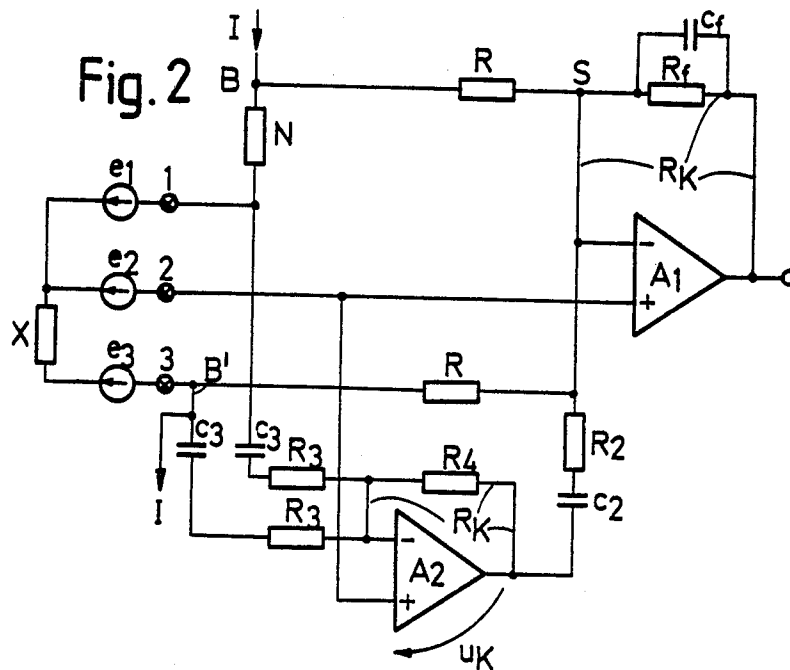 I
Fig. 2
B
R
S
cf
Rf
N
RK
e1 1
e2 2
A1
-
+
X
e3 3
B'
R
c3
c3
R3
R4
R2
I
R3
RK
c2
-
A2
+
uK